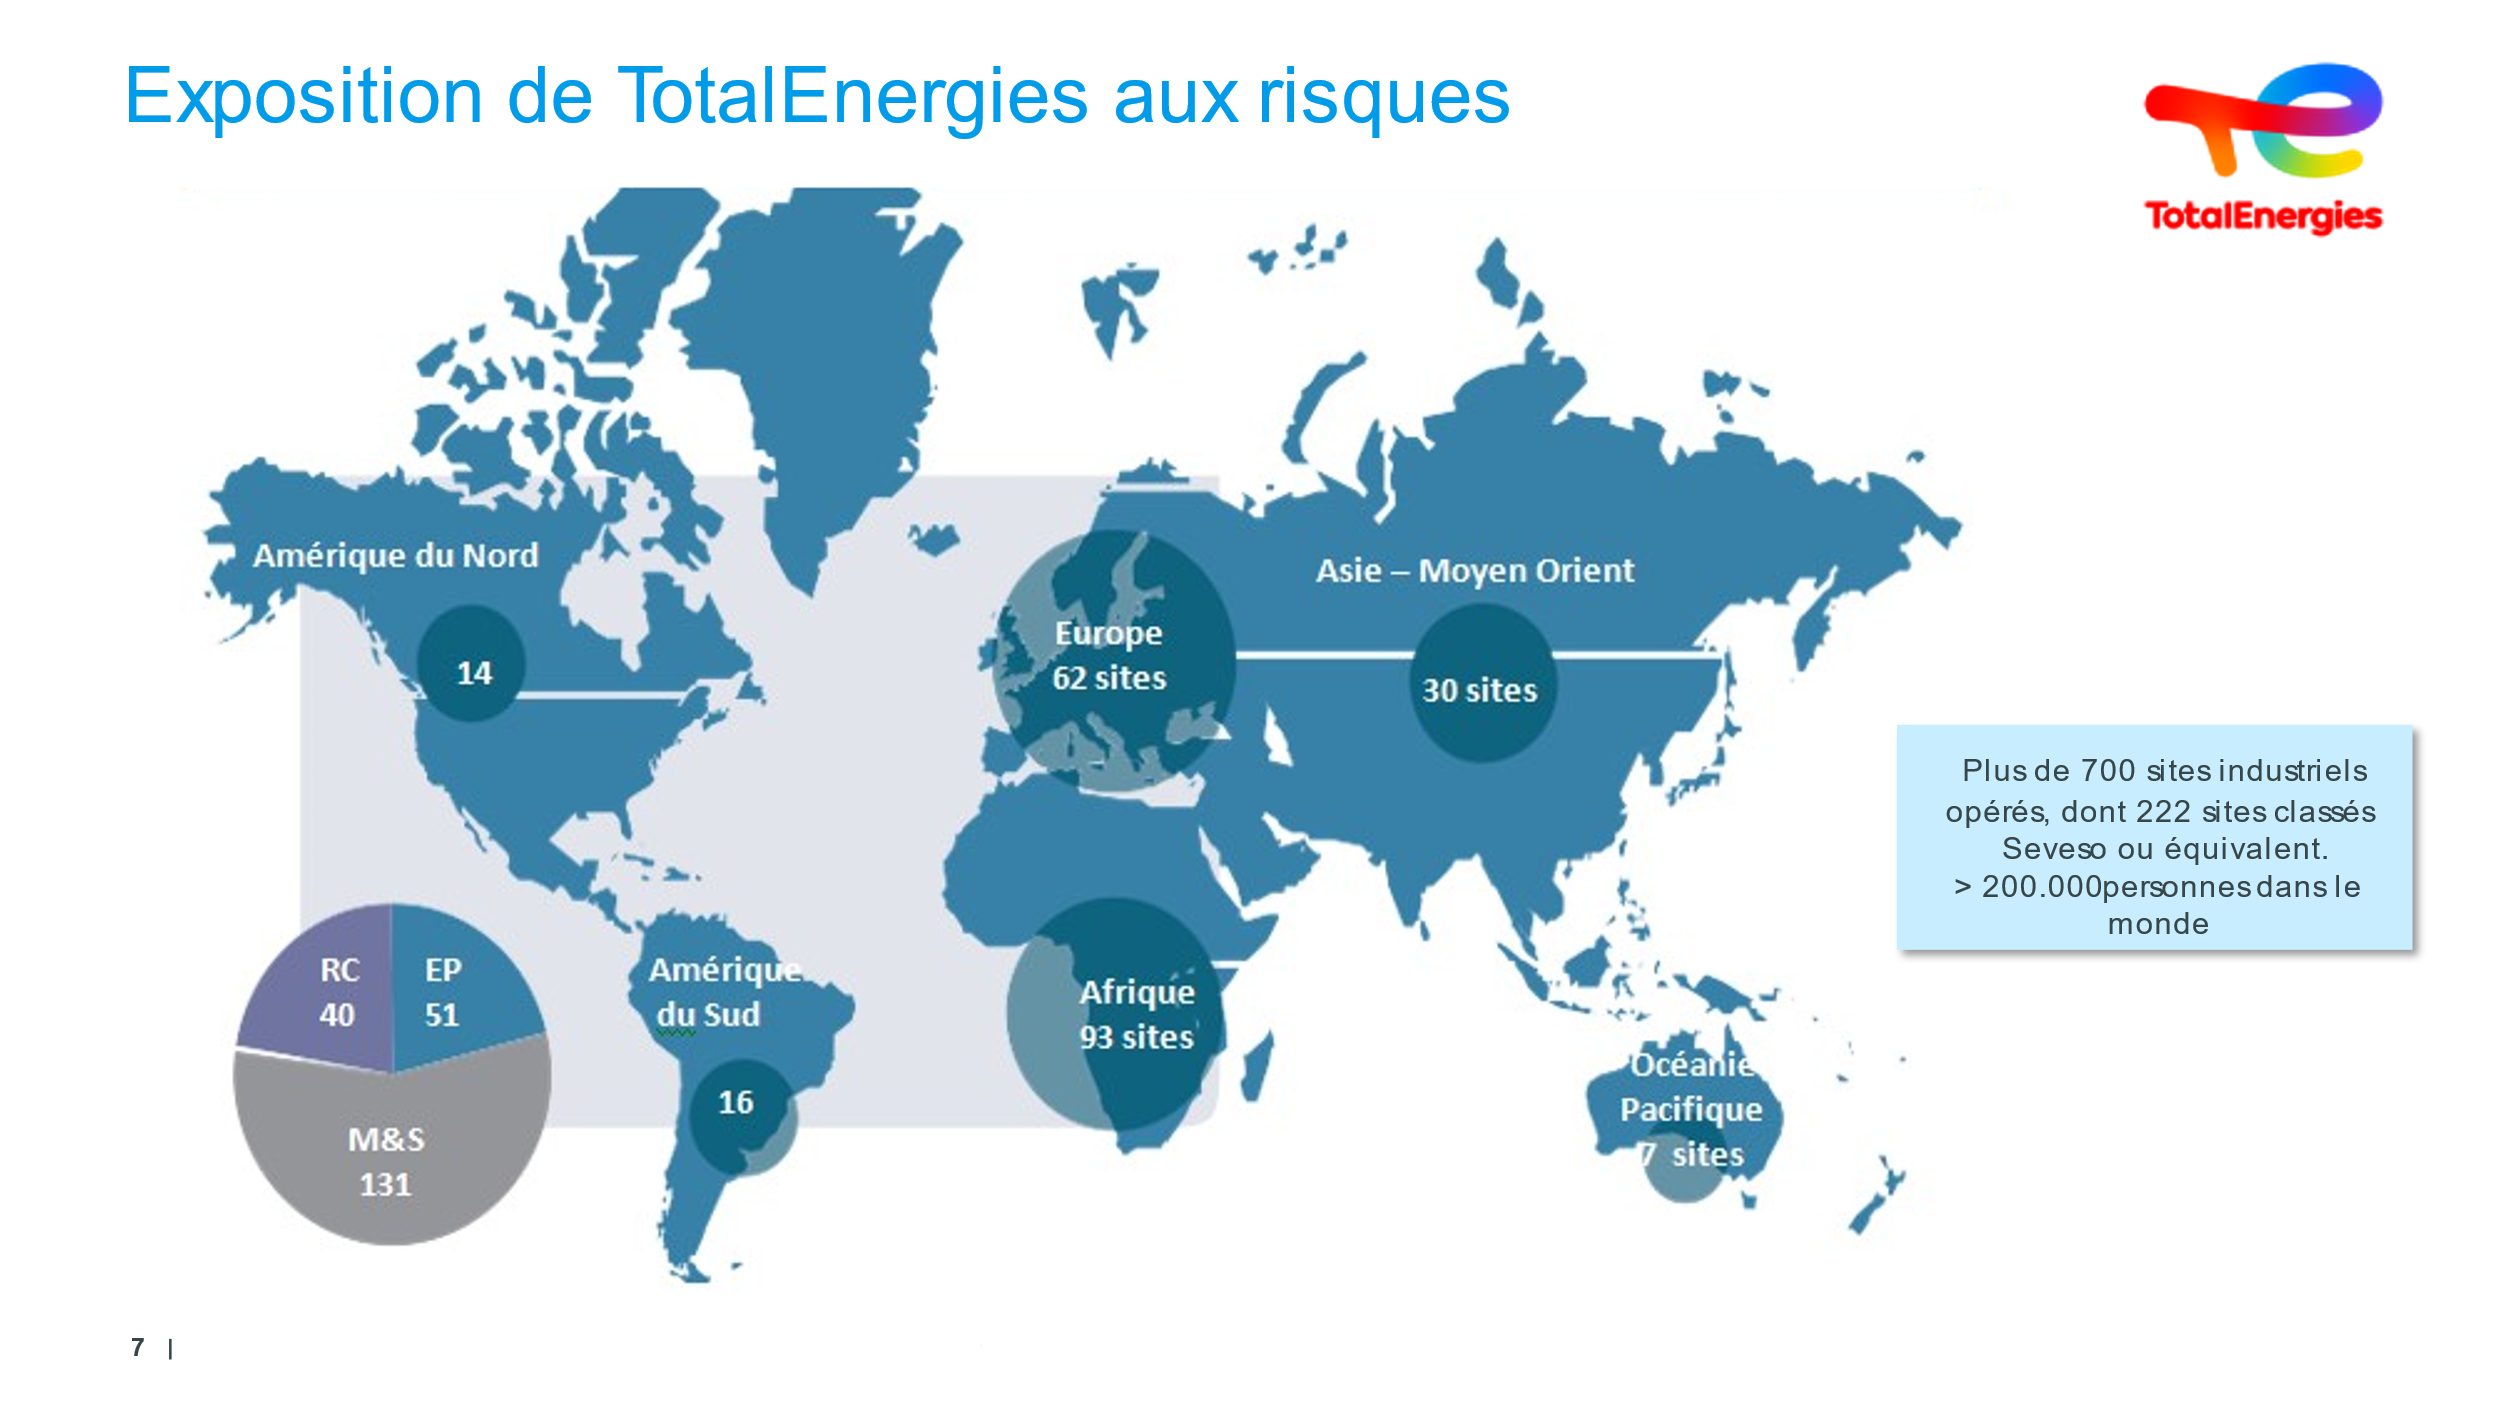 Exposition de TotalEnergies aux risques
TotalEnergies
Amérique du Nord
14
Europe
62 sites
Asie – Moyen Orient
30 sites
Plus de 700 sites industriels
opérés, dont 222 sites classés
Seveso ou équivalent.
> 200.000personnes dans le
monde
RC
40
EP
51
M&S
131
Amérique
du Sud
16
Afrique
93 sites
Océanie
Pacifique
7 sites
7 |